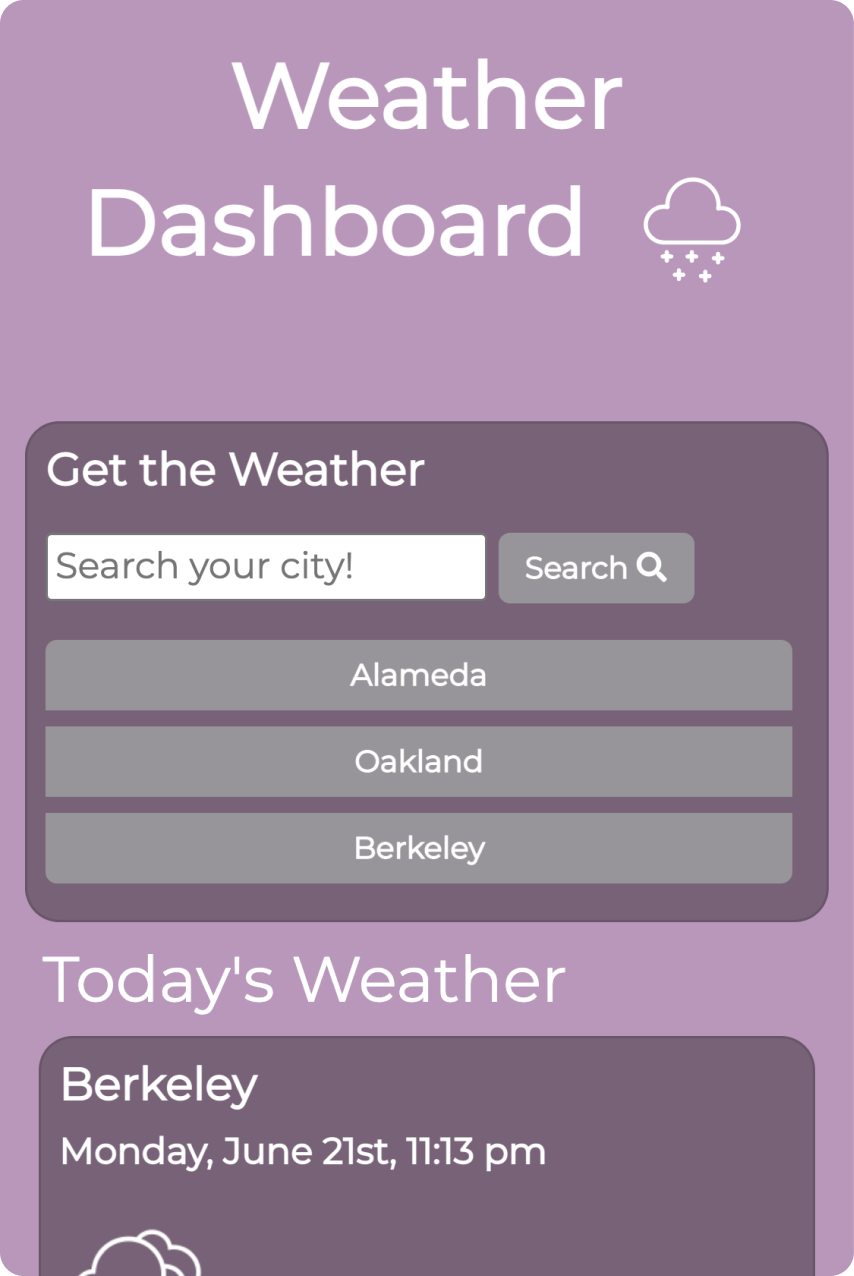 Weather
Dashboard
Get the Weather
Search your city!
Search
Alameda
Oakland
Berkeley
Today's Weather
Berkeley
Monday, June 21st, 11:13 pm